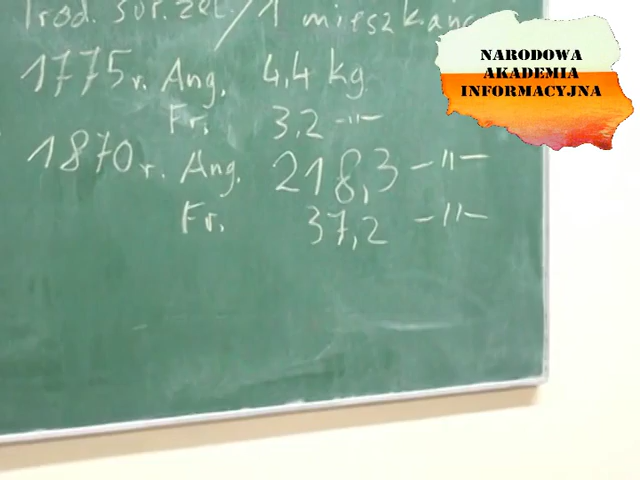 Prod. sur. żel./1 mieszkańc
1775 r. Ang. 4,4 kg
Fr. 3,2 -"-
1870 r. Ang. 218,3 -"-
Fr. 37,2 -"-
NARODOWA
AKADEMIA
INFORMACYJNA